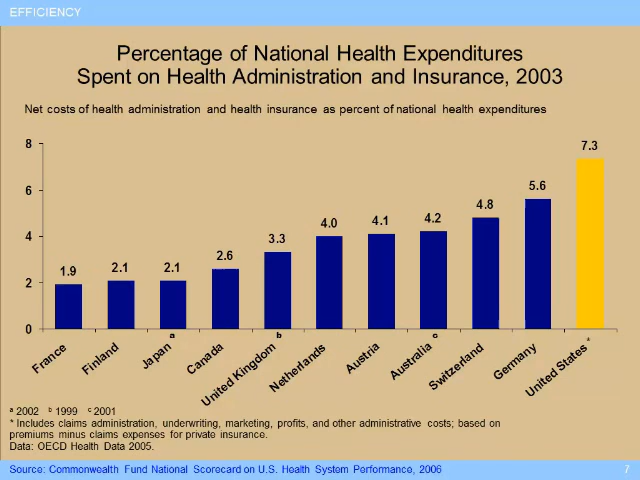 EFFICIENCY
Percentage of National Health Expenditures
Spent on Health Administration and Insurance, 2003
Net costs of health administration and health insurance as percent of national health expenditures
8
6
4
2
0
1.9
2.1
2.1
2.6
3.3
4.0
4.1
4.2
4.8
5.6
7.3
France
Finland
Japan a
Canada
United Kingdom b
Netherlands
Austria
Australia c
Switzerland
Germany
United States*
a 2002 b 1999 c 2001
* Includes claims administration, underwriting, marketing, profits, and other administrative costs; based on
premiums minus claims expenses for private insurance.
Data: OECD Health Data 2005.
Source: Commonwealth Fund National Scorecard on U.S. Health System Performance, 2006
7